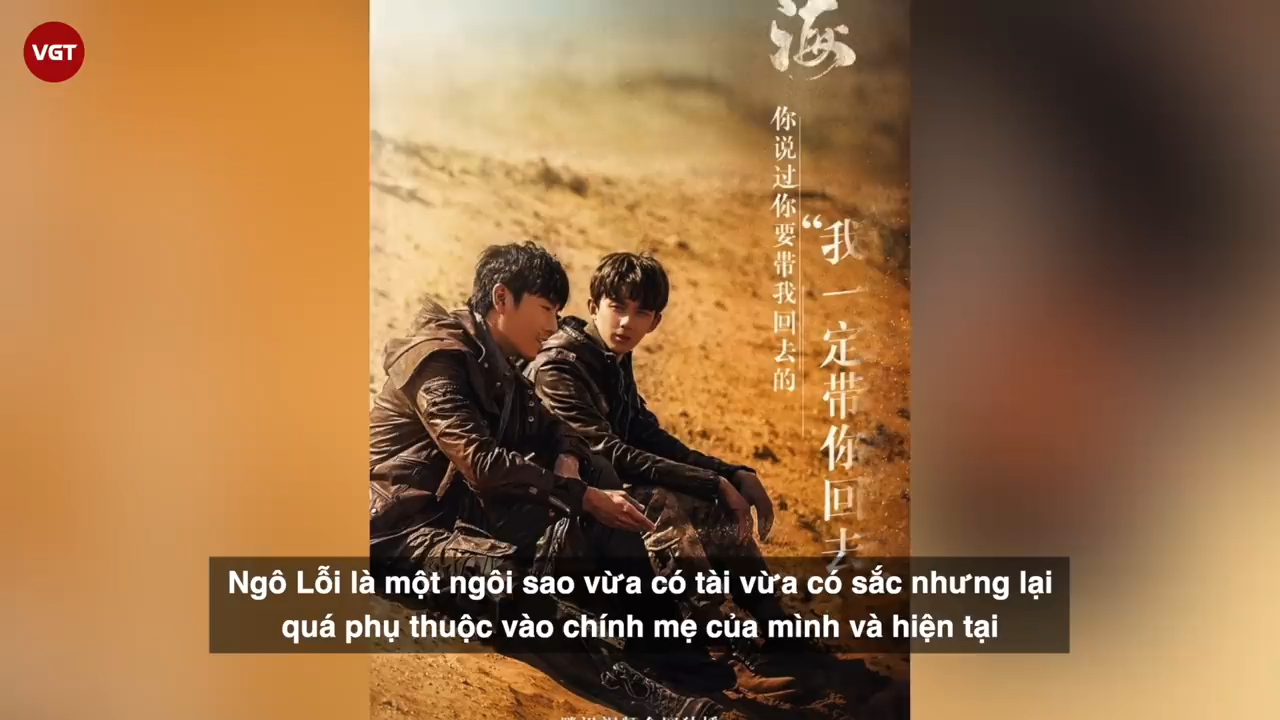 VGT
海
你说过你要带我回去的
“我一定带你回去
Ngô Lỗi là một ngôi sao vừa có tài vừa có sắc nhưng lại
quá phụ thuộc vào chính mẹ của mình và hiện tại